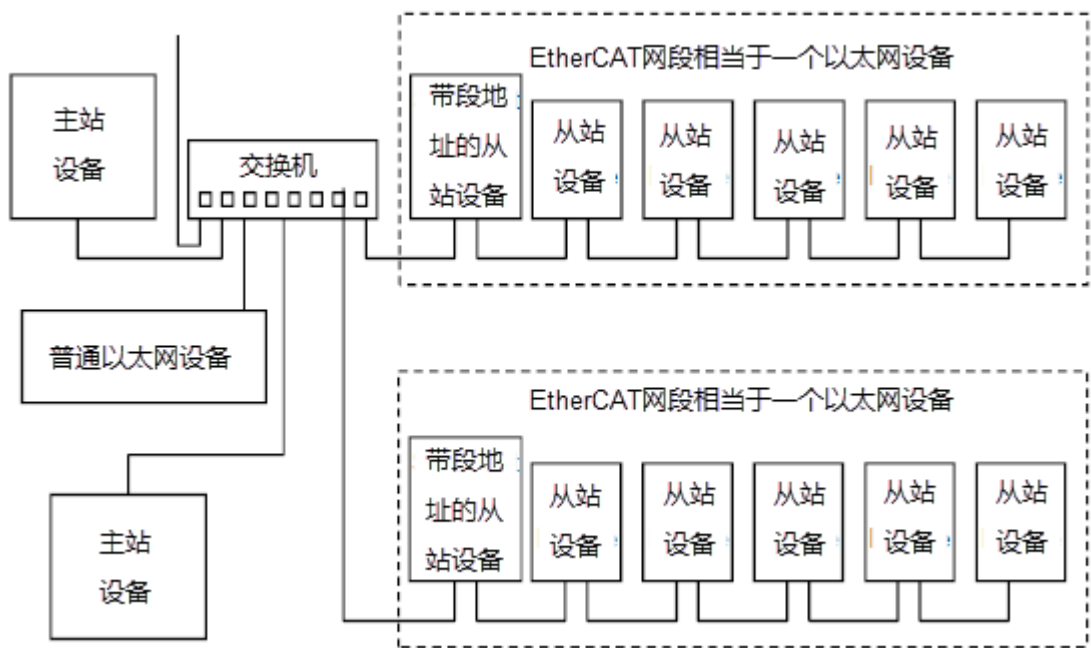 EtherCAT网段相当于一个以太网设备
主站
设备
交换机
带段地
址的从
站设备
从站
设备
从站
设备
从站
设备
从站
设备
从站
设备
普通以太网设备
EtherCAT网段相当于一个以太网设备
主站
设备
带段地
址的从
站设备
从站
设备
从站
设备
从站
设备
从站
设备
从站
设备